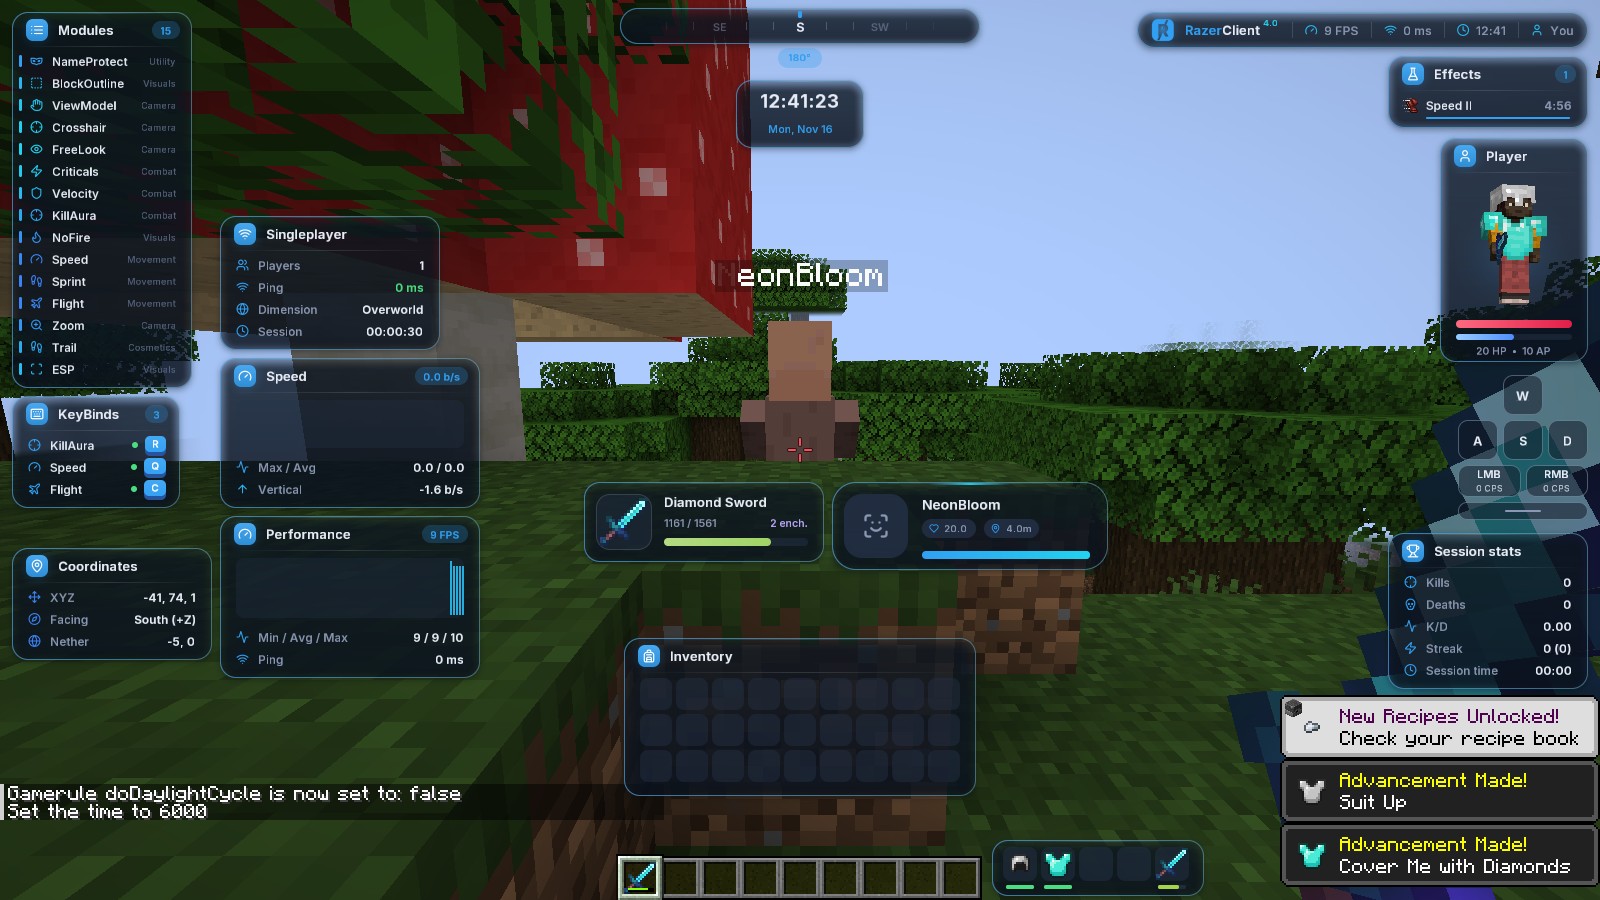 Modules 15
NameProtect Utility
BlockOutline Visuals
ViewModel Camera
Crosshair Camera
FreeLook Camera
Criticals Combat
Velocity Combat
KillAura Combat
NoFire Visuals
Speed Movement
Sprint Movement
Flight Movement
Zoom Camera
Trail Cosmetics
ESP Visuals
KeyBinds 3
KillAura R
Speed Q
Flight C
Coordinates
XYZ -41, 74, 1
Facing South (+Z)
Nether -5, 0
Singleplayer
Players 1
Ping 0 ms
Dimension Overworld
Session 00:00:30
Speed 0.0 b/s
Max / Avg 0.0 / 0.0
Vertical -1.6 b/s
Performance 9 FPS
Min / Avg / Max 9 / 9 / 10
Ping 0 ms
SE S SW
180°
12:41:23
Mon, Nov 16
eonBloom
Diamond Sword
1161 / 1561 2 ench.
NeonBloom
20.0 4.0m
Inventory
RazerClient 4.0 9 FPS 0 ms 12:41 You
Effects 1
Speed II 4:56
Player
20 HP • 10 AP
W
A S D
LMB RMB
0 CPS 0 CPS
Session stats
Kills 0
Deaths 0
K/D 0.00
Streak 0 (0)
Session time 00:00
New Recipes Unlocked!
Check your recipe book
Advancement Made!
Suit Up
Advancement Made!
Cover Me with Diamonds
Gamerule doDaylightCycle is now set to: false
Set the time to 6000